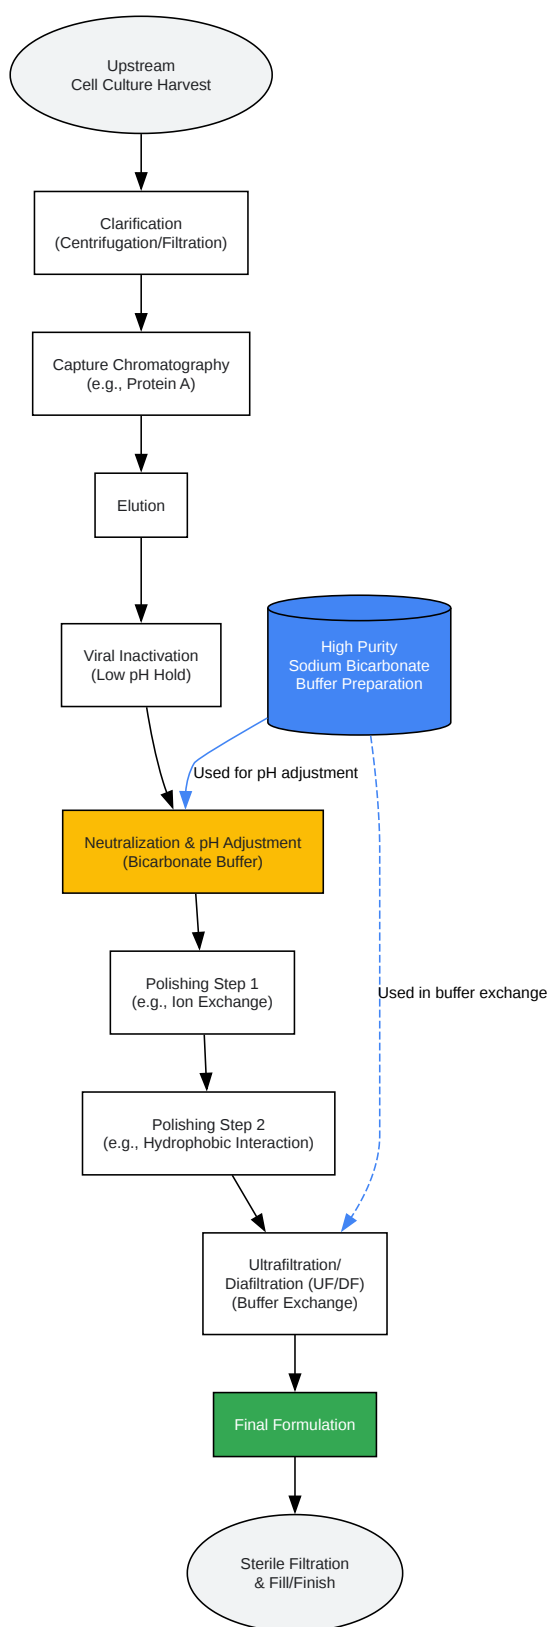 Upstream
Cell Culture Harvest
Clarification
(Centrifugation/Filtration)
Capture Chromatography
(e.g., Protein A)
Elution
Viral Inactivation
(Low pH Hold)
High Purity
Sodium Bicarbonate
Buffer Preparation
Used for pH adjustment
Neutralization & pH Adjustment
(Bicarbonate Buffer)
Polishing Step 1
(e.g., Ion Exchange)
Used in buffer exchange
Polishing Step 2
(e.g., Hydrophobic Interaction)
Ultrafiltration/
Diafiltration (UF/DF)
(Buffer Exchange)
Final Formulation
Sterile Filtration
& Fill/Finish